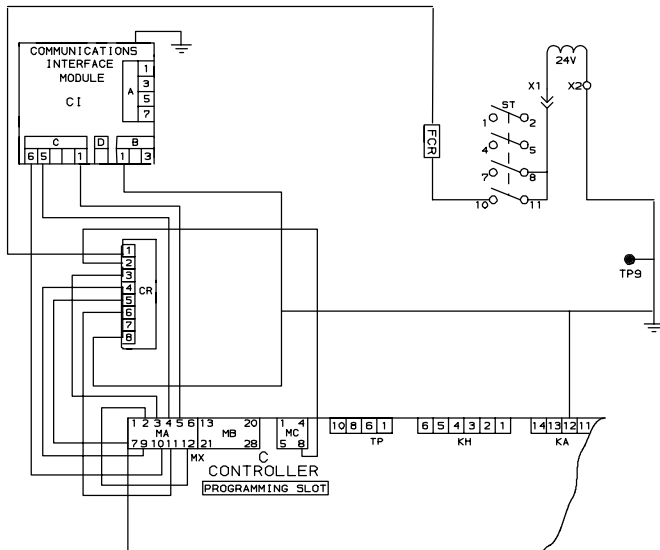 COMMUNICATIONS
INTERFACE
MODULE
CI
A
1
3
5
7
C
D
B
6 5 1
1 3
24V
X1
X2
ST
1 2
4 5
7 8
10 11
FCR
TP9
1
2
3
4
5
6
7
8
CR
1 2 3 4 5 6 13 20
MA MB
7 9 10 11 12 21 28
MX
1 4
MC
5 8
10 8 6 1
TP
6 5 4 3 2 1
KH
14 13 12 11
KA
C
CONTROLLER
PROGRAMMING SLOT